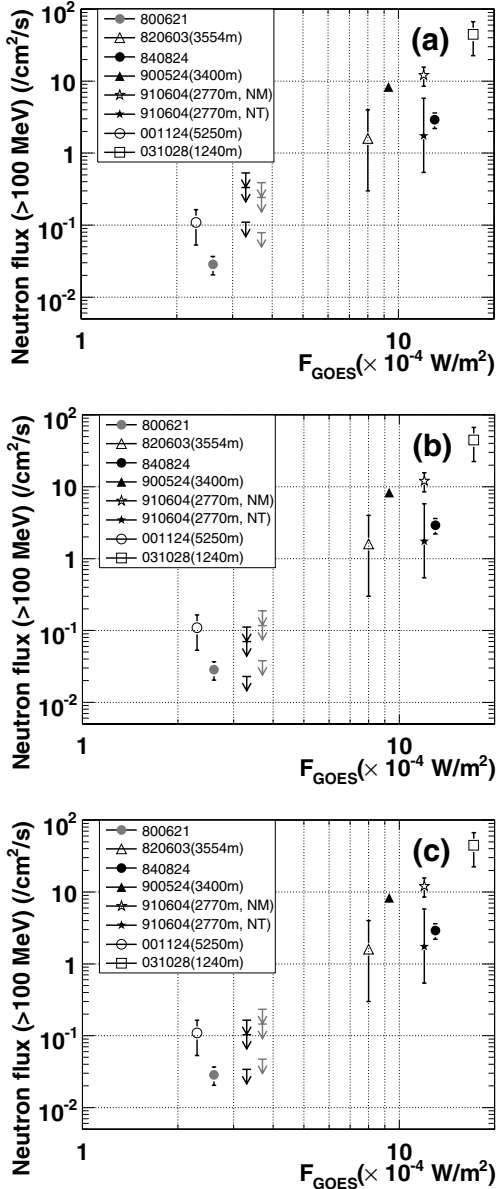 10²
10
1
10⁻¹
10⁻²
Neutron flux (>100 MeV) (/cm²/s)
800621
820603(3554m)
840824
900524(3400m)
910604(2770m, NM)
910604(2770m, NT)
001124(5250m)
031028(1240m)
(a)
1
10
F_GOES(× 10⁻⁴ W/m²)
10²
10
1
10⁻¹
10⁻²
Neutron flux (>100 MeV) (/cm²/s)
800621
820603(3554m)
840824
900524(3400m)
910604(2770m, NM)
910604(2770m, NT)
001124(5250m)
031028(1240m)
(b)
1
10
F_GOES(× 10⁻⁴ W/m²)
10²
10
1
10⁻¹
10⁻²
Neutron flux (>100 MeV) (/cm²/s)
800621
820603(3554m)
840824
900524(3400m)
910604(2770m, NM)
910604(2770m, NT)
001124(5250m)
031028(1240m)
(c)
1
10
F_GOES(× 10⁻⁴ W/m²)